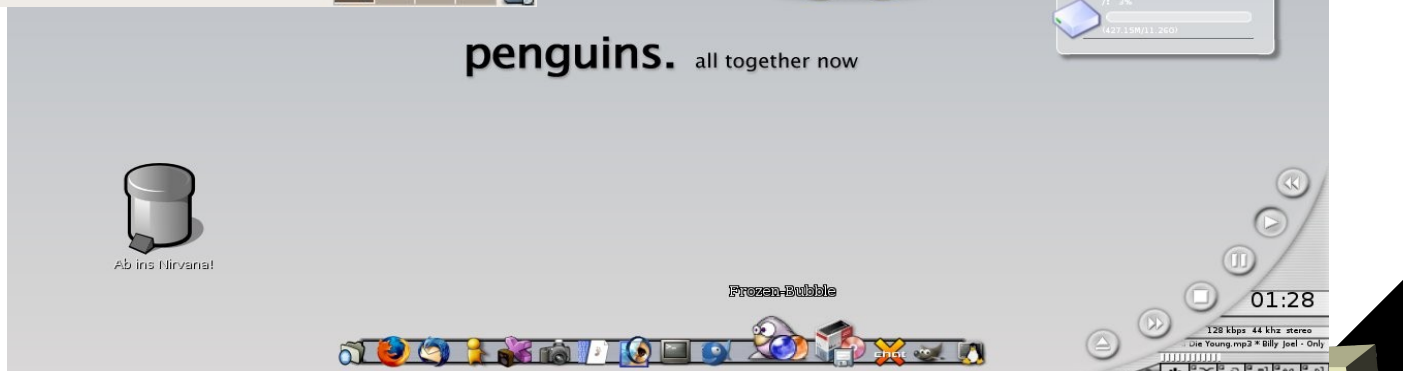 (427.15M/11.26G)
penguins. all together now
Ab ins Nirvana!
Frozen-Bubble
chat
01:28
128 kbps 44 khz stereo
Die Young.mp3 * Billy Joel - Only